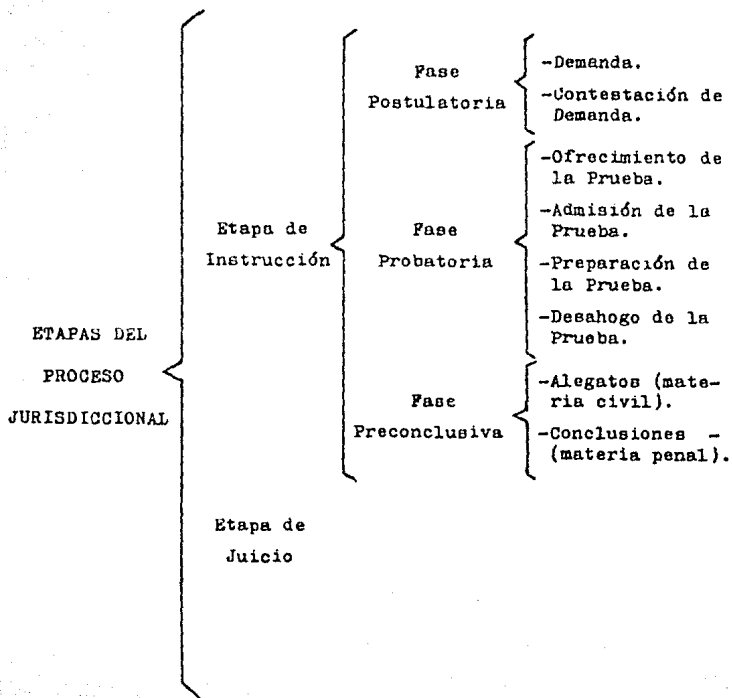 ETAPAS DEL
PROCESO
JURISDICCIONAL
Etapa de
Instrucción
Fase
Postulatoria
-Demanda.
-Contestación de
Demanda.
Fase
Probatoria
-Ofrecimiento de
la Prueba.
-Admisión de la
Prueba.
-Preparación de
la Prueba.
-Desahogo de la
Prueba.
Fase
Preconclusiva
-Alegatos (mate-
ria civil).
-Conclusiones -
(materia penal).
Etapa de
Juicio